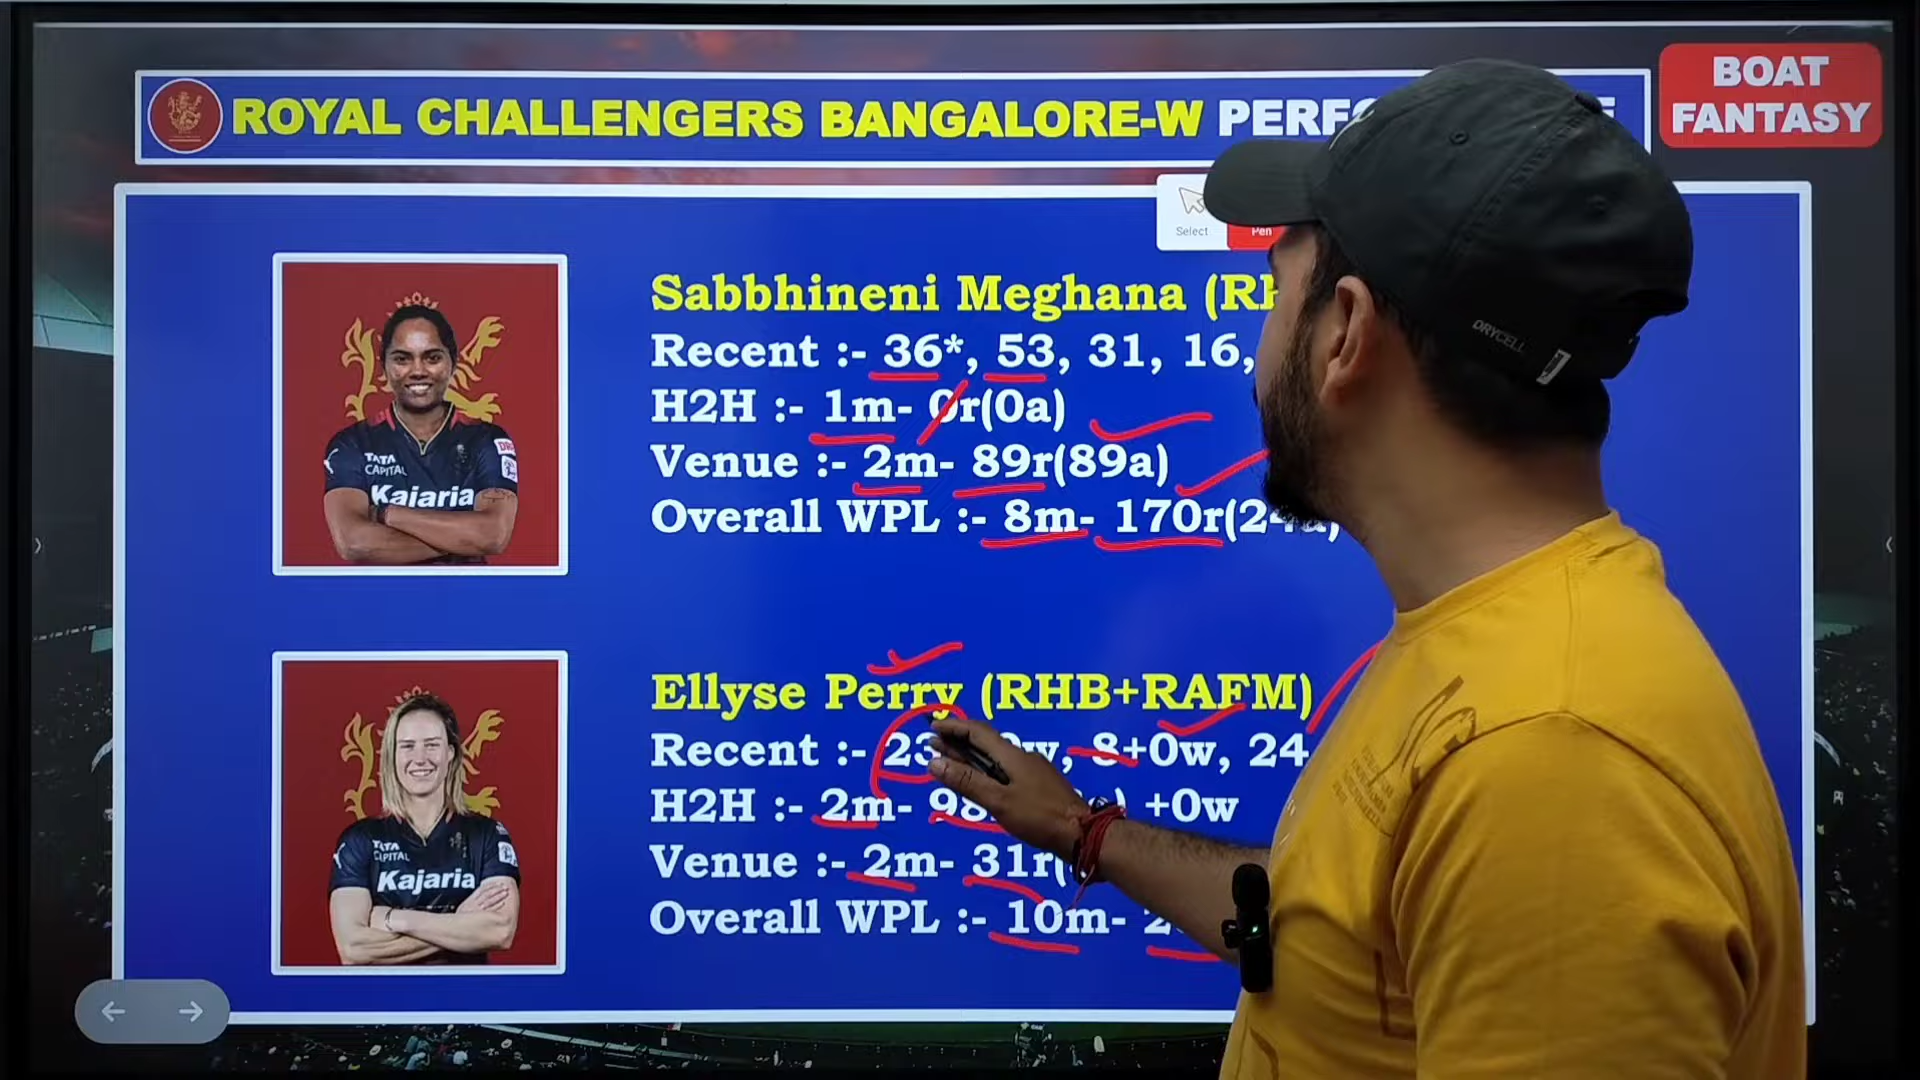 ROYAL CHALLENGERS BANGALORE-W
BOAT
FANTASY
Select
Pen
Sabbhineni Meghana
Recent :- 36*, 53, 31, 16,
H2H :- 1m- 0r(0a)
Venue :- 2m- 89r(89a)
Overall WPL :- 8m- 170r
DRYCELL
TATA
CAPITAL
Kajaria
Ellyse Perry (RHB+RAFM)
Recent :- 23 8+0w, 24
H2H :- 2m- 98 +0w
Venue :- 2m- 31r
Overall WPL :- 10m-
TATA
CAPITAL
Kajaria